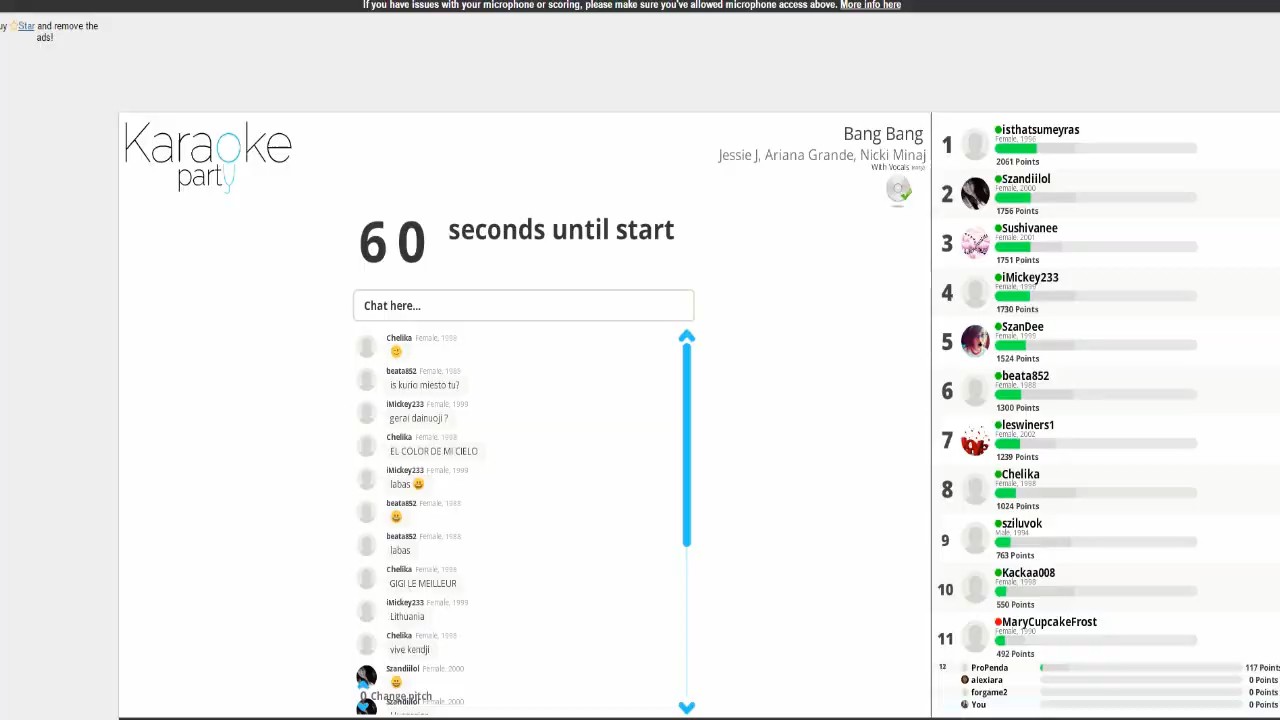 If you have issues with your microphone or scoring, please make sure you've allowed microphone access above. More info here
Star and remove the
ads!
Karaoke
party
Bang Bang
Jessie J, Ariana Grande, Nicki Minaj
With Vocals
60 seconds until start
Chat here...
Chelika Female, 1998
beata852 Female, 1988
is kurio miesto tu?
iMickey233 Female, 1999
gerai dainuoji ?
Chelika Female, 1998
EL COLOR DE MI CIELO
iMickey233 Female, 1999
labas
beata852 Female, 1988
beata852 Female, 1988
labas
Chelika Female, 1998
GIGI LE MEILLEUR
iMickey233 Female, 1999
Lithuania
Chelika Female, 1998
vive kendji
Szandiilol Female, 2000
0 Change pitch
Szandiilol Female, 2000
1 isthatsumeyras
Female, 1996
2061 Points
2 Szandiilol
Female, 2000
1756 Points
3 Sushivanee
Female, 2001
1751 Points
4 iMickey233
Female, 1999
1730 Points
5 SzanDee
Female, 1999
1524 Points
6 beata852
Female, 1988
1300 Points
7 leswiners1
Female, 2002
1239 Points
8 Chelika
Female, 1998
1024 Points
9 sziluvok
Male, 1994
763 Points
10 Kackaa008
Female, 1998
550 Points
11 MaryCupcakeFrost
Female, 1990
492 Points
12 ProPenda 117 Points
alexiara 0 Points
forgame2 0 Points
You 0 Points